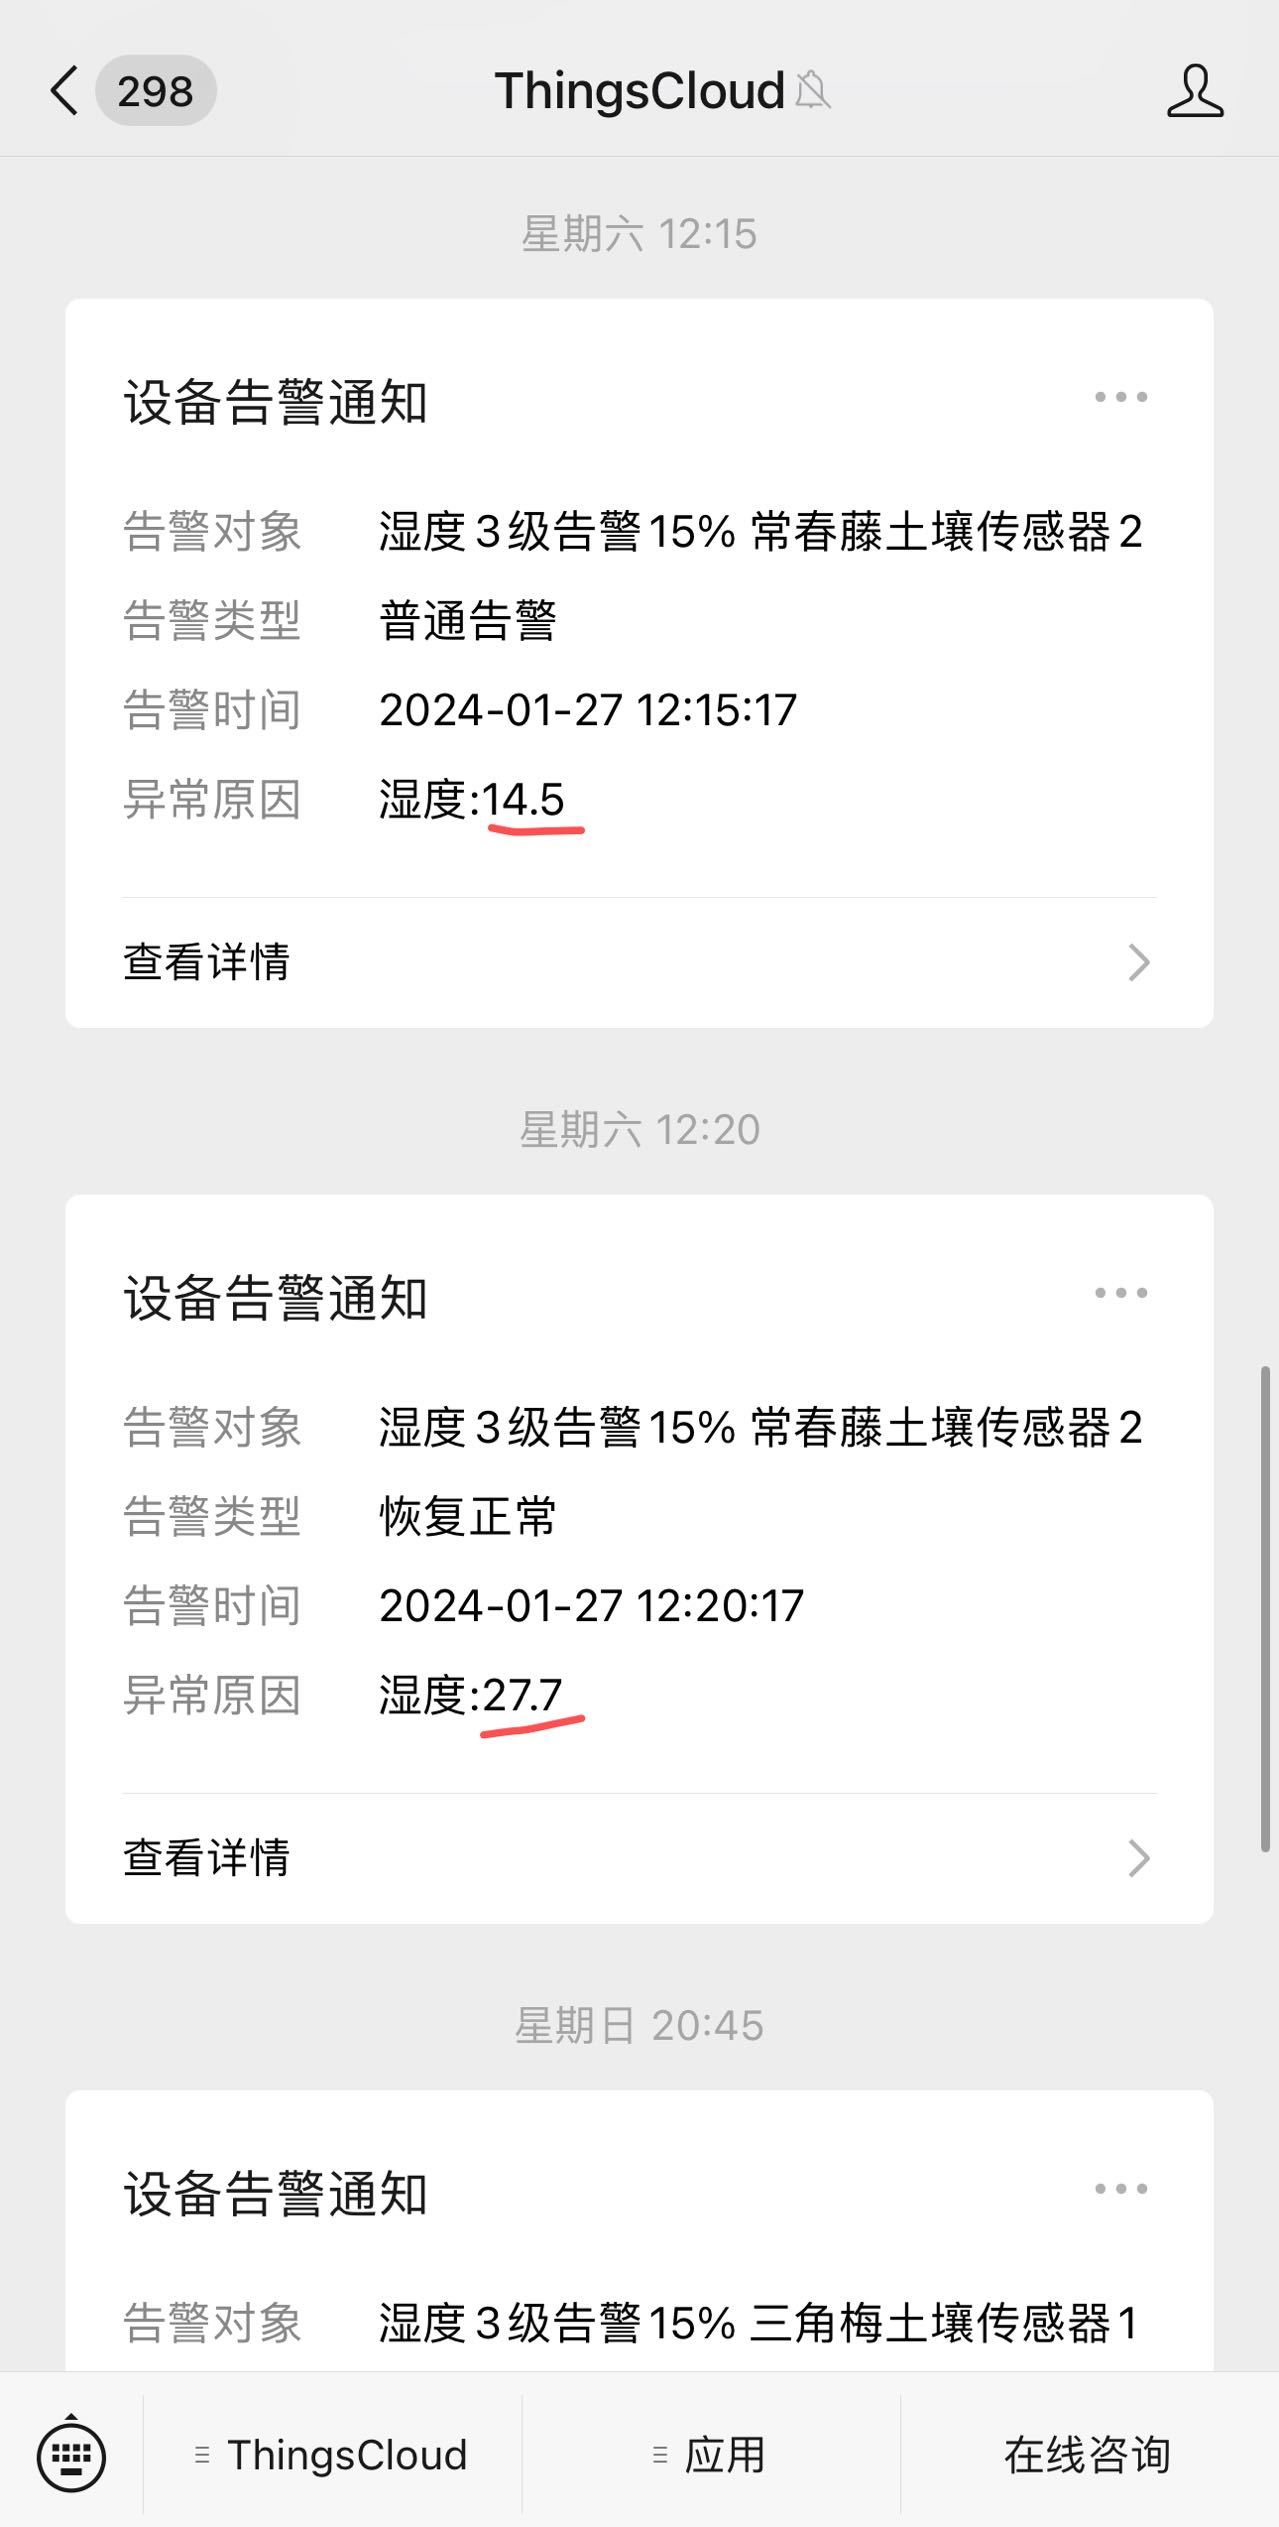 298
ThingsCloud
星期六 12:15
设备告警通知
告警对象 湿度3级告警15% 常春藤土壤传感器2
告警类型 普通告警
告警时间 2024-01-27 12:15:17
异常原因 湿度:14.5
查看详情
星期六 12:20
设备告警通知
告警对象 湿度3级告警15% 常春藤土壤传感器2
告警类型 恢复正常
告警时间 2024-01-27 12:20:17
异常原因 湿度:27.7
查看详情
星期日 20:45
设备告警通知
告警对象 湿度3级告警15% 三角梅土壤传感器1
ThingsCloud 应用 在线咨询